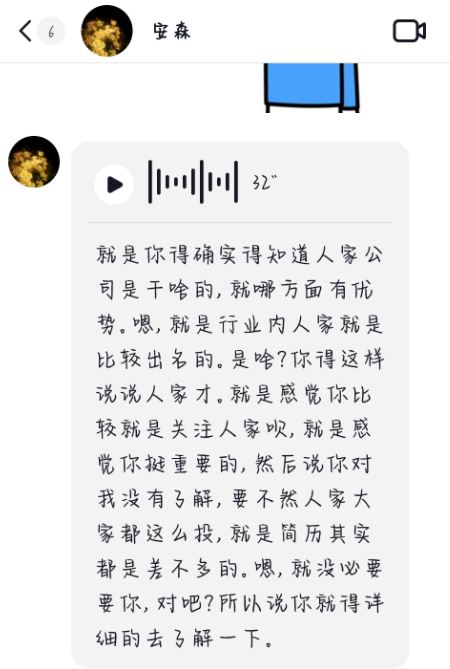 6
安森
32"
就是你得确实得知道人家公
司是干啥的,就哪方面有优
势。嗯,就是行业内人家就是
比较出名的。是啥?你得这样
说说人家才。就是感觉你比
较就是关注人家呗,就是感
觉你挺重要的,然后说你对
我没有了解,要不然人家大
家都这么投,就是简历其实
都是差不多的。嗯,就没必要
要你,对吧?所以说你就得详
细的去了解一下。